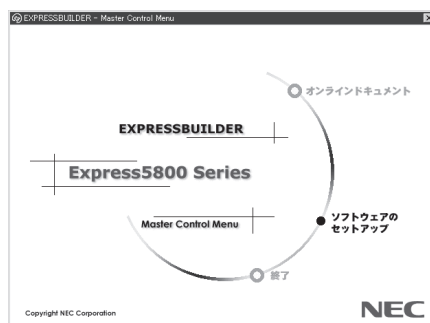 EXPRESSBUILDER - Master Control Menu
オンラインドキュメント
EXPRESSBUILDER
Express5800 Series
Master Control Menu
ソフトウェアの
セットアップ
終了
Copyright NEC Corporation
NEC